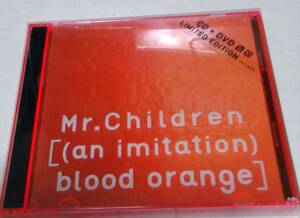 CD + DVD
LIMITED EDITION
Mr.Children
[(an imitation)
blood orange]